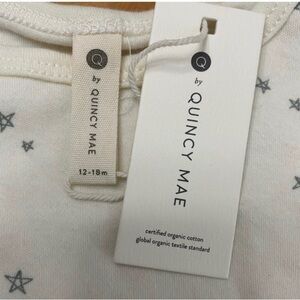 Q
by
QUINCY MAE
12-18m
Q
by
QUINCY MAE
certified organic cotton
global organic textile standard